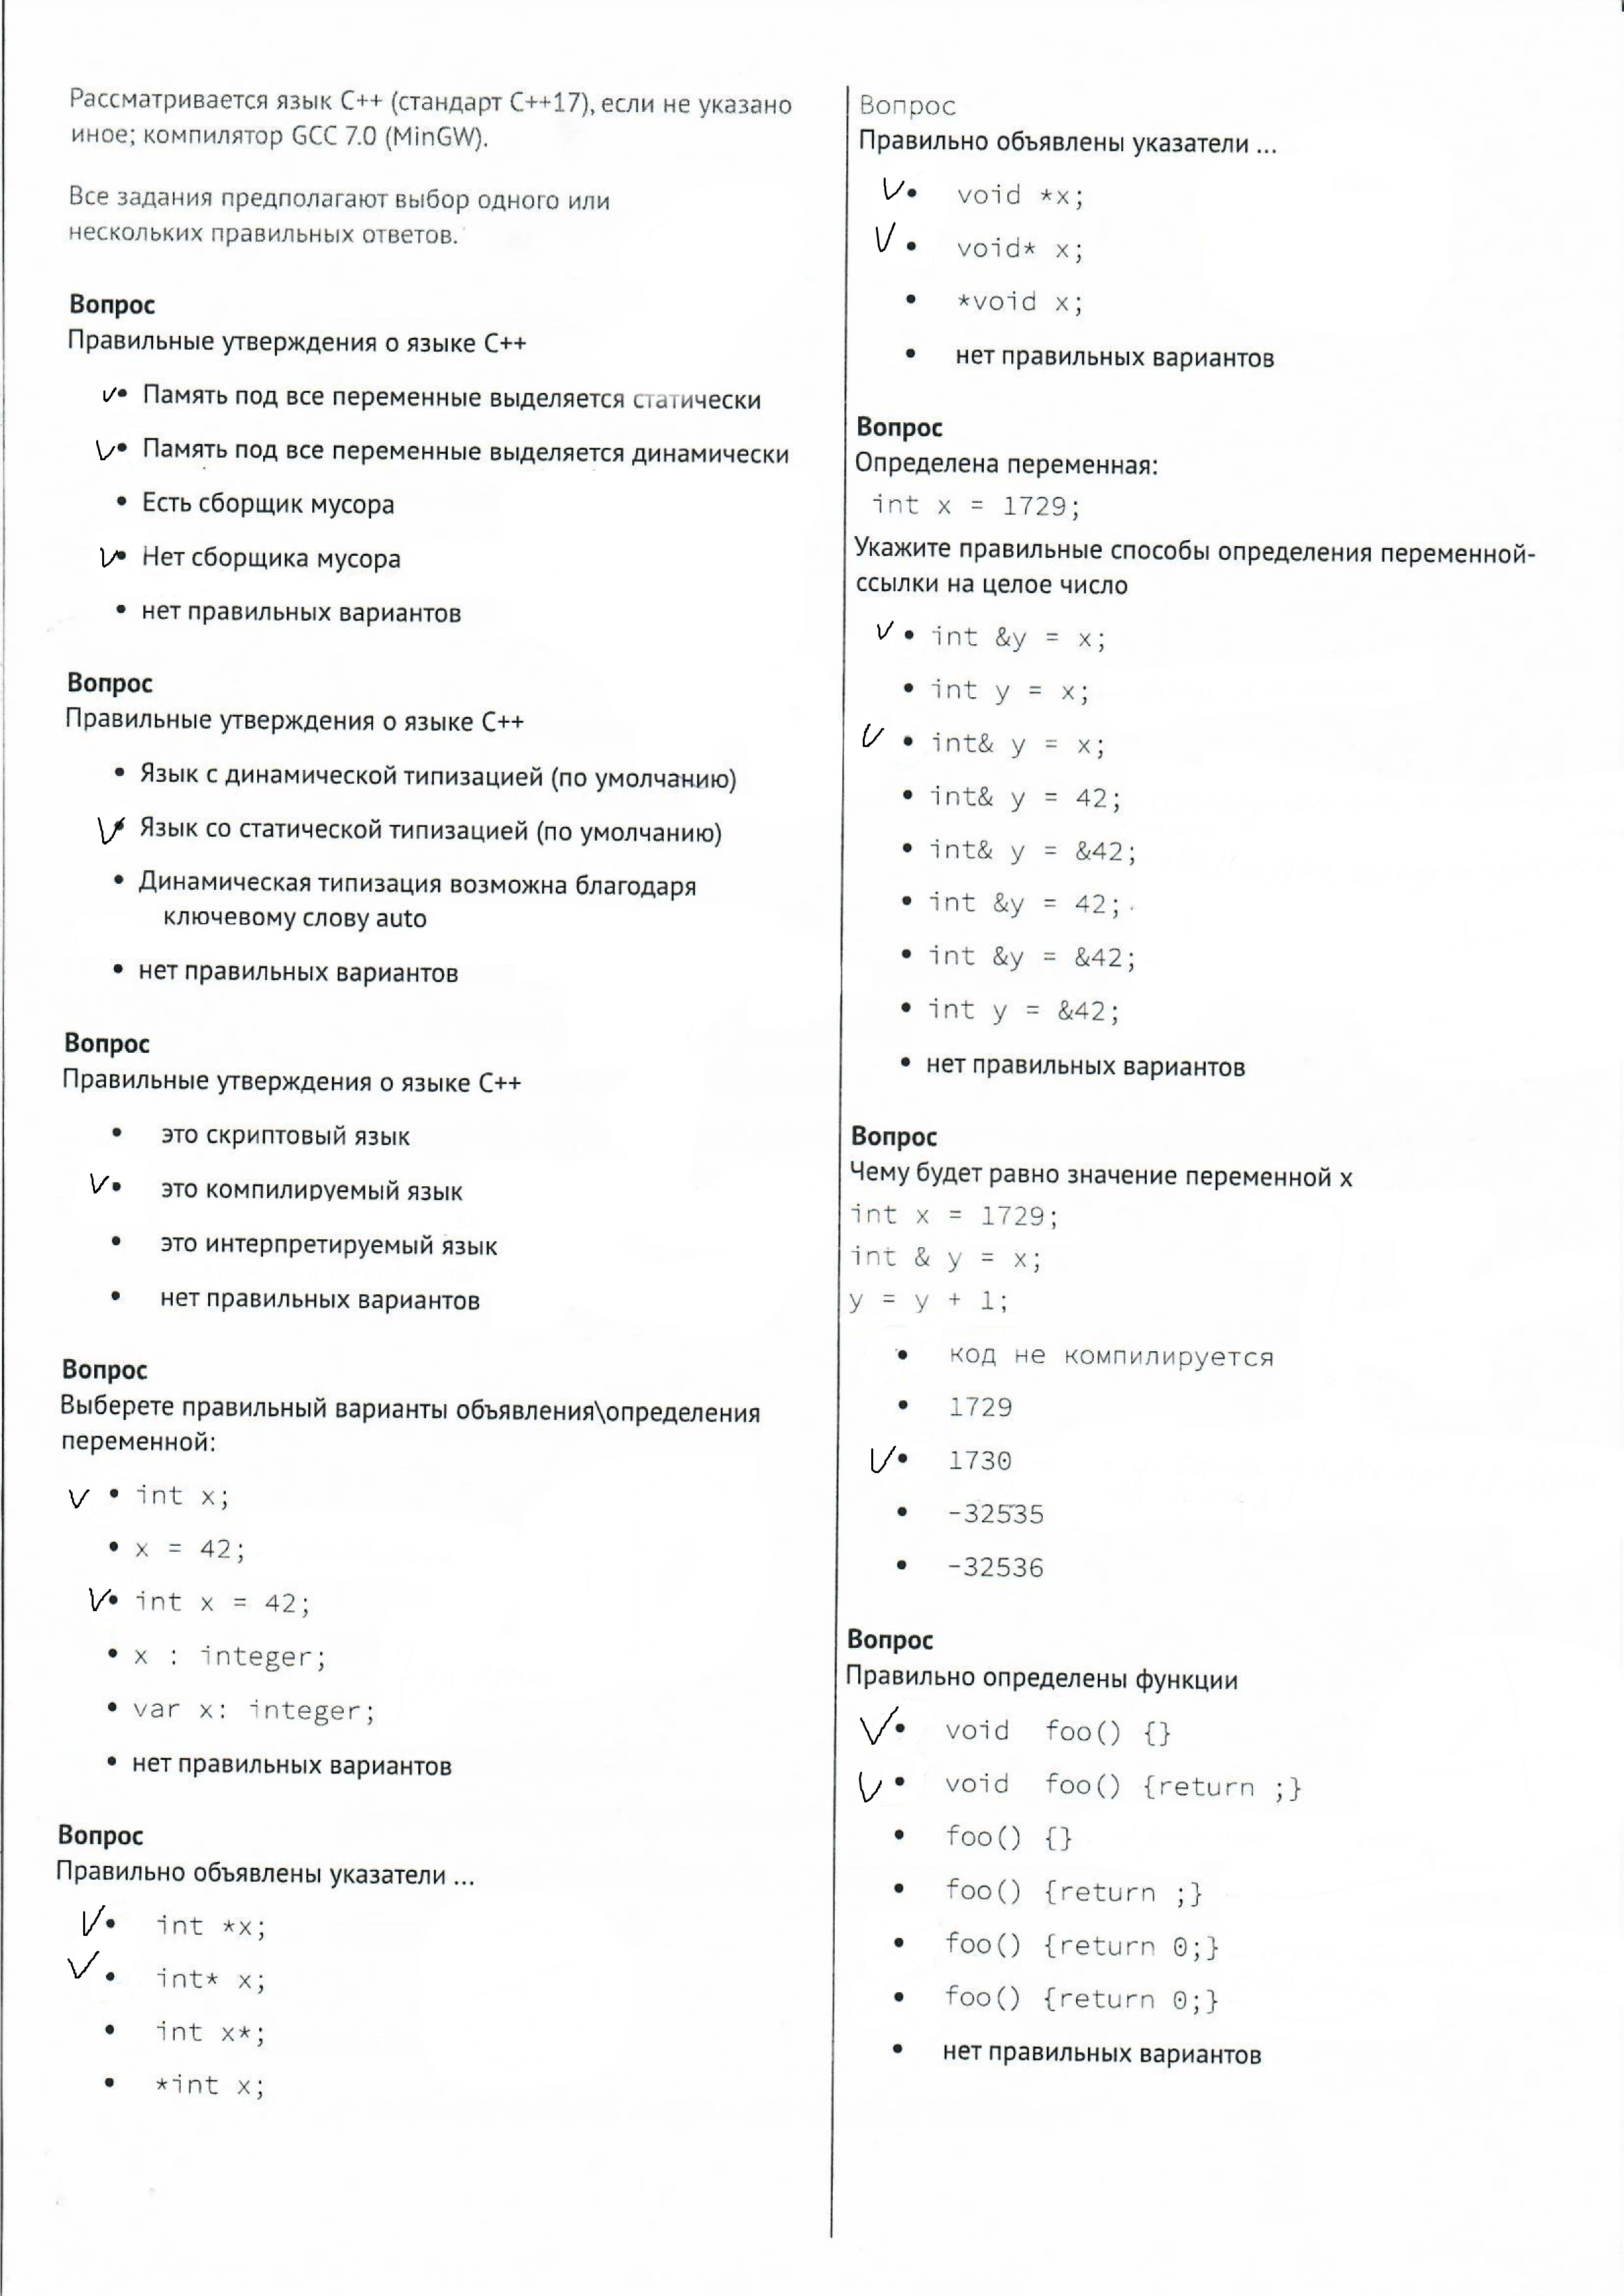 Рассматривается язык C++ (стандарт C++17), если не указано
иное; компилятор GCC 7.0 (MinGW).
Все задания предполагают выбор одного или
нескольких правильных ответов.
Вопрос
Правильные утверждения о языке C++
V• Память под все переменные выделяется статически
V• Память под все переменные выделяется динамически
• Есть сборщик мусора
V• Нет сборщика мусора
• нет правильных вариантов
Вопрос
Правильные утверждения о языке C++
• Язык с динамической типизацией (по умолчанию)
V• Язык со статической типизацией (по умолчанию)
• Динамическая типизация возможна благодаря
ключевому слову auto
• нет правильных вариантов
Вопрос
Правильные утверждения о языке C++
• это скриптовый язык
V• это компилируемый язык
• это интерпретируемый язык
• нет правильных вариантов
Вопрос
Выберете правильный варианты объявления\определения
переменной:
V • int x;
• x = 42;
V• int x = 42;
• x : integer;
• var x: integer;
• нет правильных вариантов
Вопрос
Правильно объявлены указатели ...
V• int *x;
V• int* x;
• int x*;
• *int x;
Вопрос
Правильно объявлены указатели ...
V• void *x;
V• void* x;
• *void x;
• нет правильных вариантов
Вопрос
Определена переменная:
int x = 1729;
Укажите правильные способы определения переменной-
ссылки на целое число
V • int &y = x;
• int y = x;
V • int& y = x;
• int& y = 42;
• int& y = &42;
• int &y = 42;
• int &y = &42;
• int y = &42;
• нет правильных вариантов
Вопрос
Чему будет равно значение переменной x
int x = 1729;
int & y = x;
y = y + 1;
• код не компилируется
• 1729
V• 1730
• -32535
• -32536
Вопрос
Правильно определены функции
V• void foo() {}
V• void foo() {return ;}
• foo() {}
• foo() {return ;}
• foo() {return 0;}
• foo() {return 0;}
• нет правильных вариантов